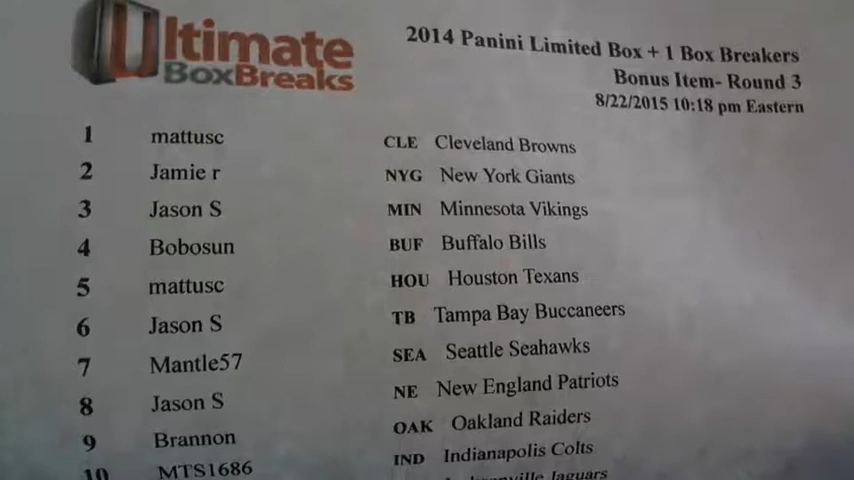 Ultimate
BoxBreaks
2014 Panini Limited Box + 1 Box Breakers
Bonus Item- Round 3
8/22/2015 10:18 pm Eastern
1 mattusc CLE Cleveland Browns
2 Jamie r NYG New York Giants
3 Jason S MIN Minnesota Vikings
4 Bobosun BUF Buffalo Bills
5 mattusc HOU Houston Texans
6 Jason S TB Tampa Bay Buccaneers
7 Mantle57 SEA Seattle Seahawks
8 Jason S NE New England Patriots
9 Brannon OAK Oakland Raiders
10 MTS1686 IND Indianapolis Colts
Jacksonville Jaguars